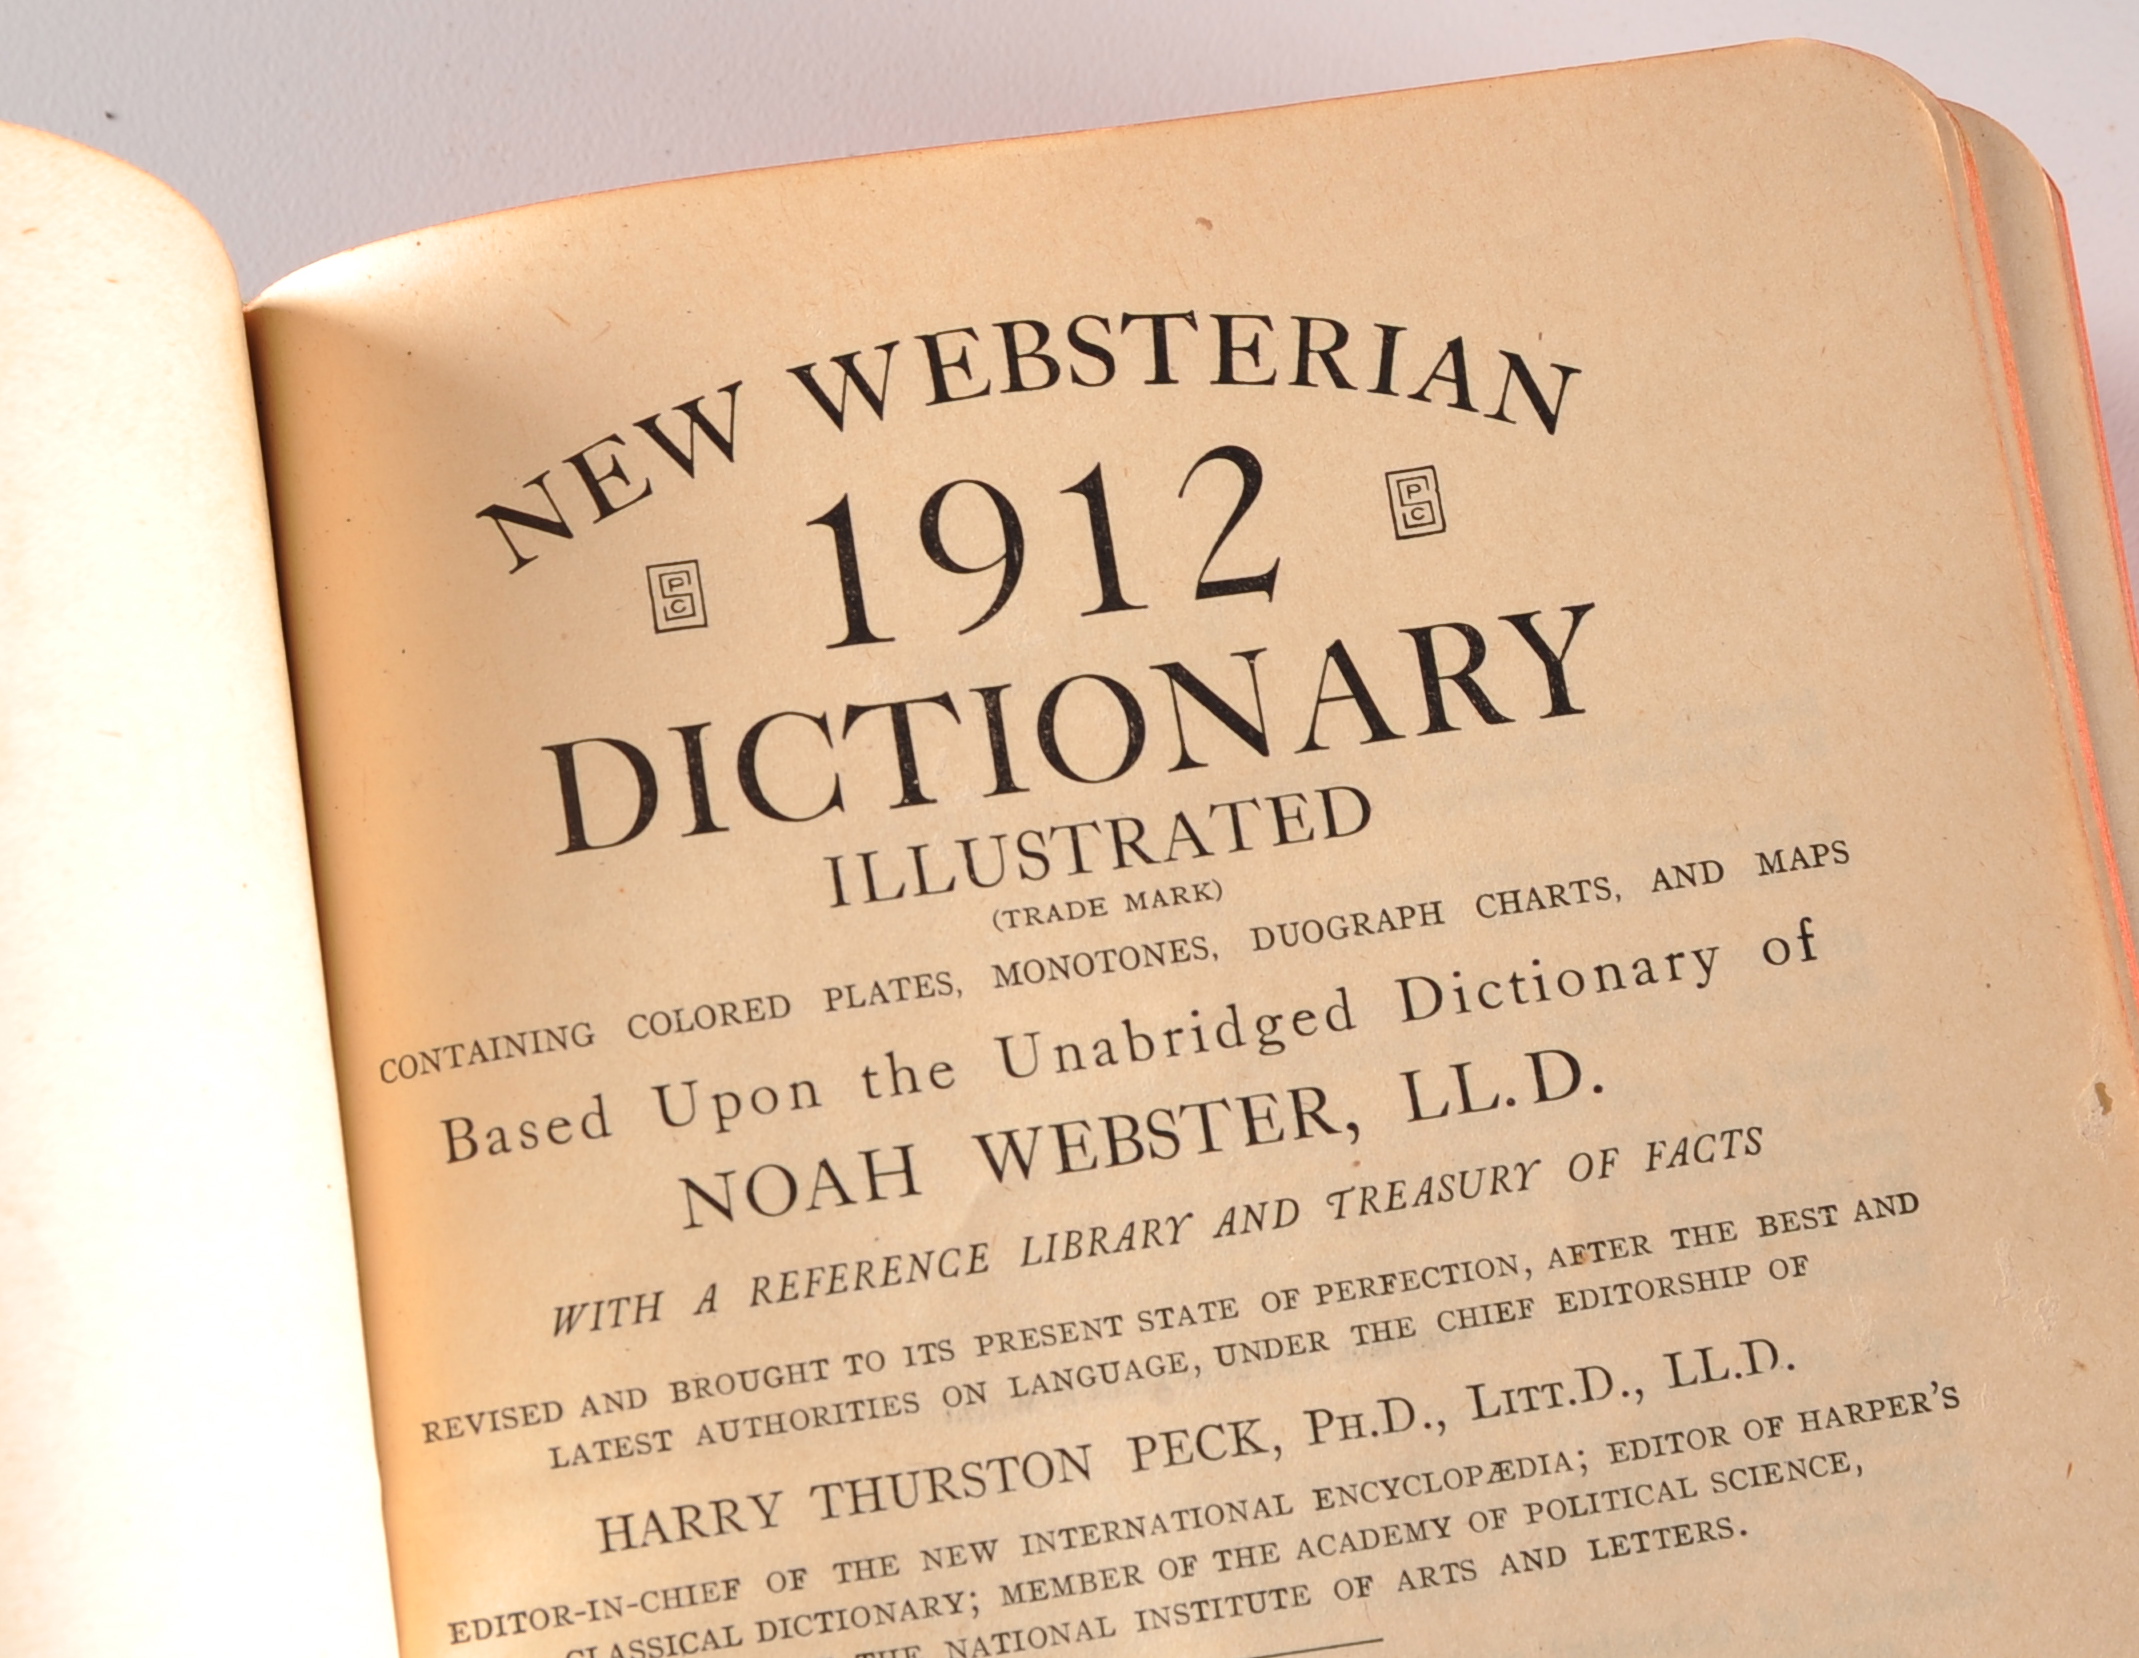 NEW WEBSTERIAN
1912
PC
PC
DICTIONARY
ILLUSTRATED
(TRADE MARK)
CONTAINING COLORED PLATES, MONOTONES, DUOGRAPH CHARTS, AND MAPS
Based Upon the Unabridged Dictionary of
NOAH WEBSTER, LL.D.
WITH A REFERENCE LIBRARY AND TREASURY OF FACTS
REVISED AND BROUGHT TO ITS PRESENT STATE OF PERFECTION, AFTER THE BEST AND
LATEST AUTHORITIES ON LANGUAGE, UNDER THE CHIEF EDITORSHIP OF
HARRY THURSTON PECK, PH.D., LITT.D., LL.D.
EDITOR-IN-CHIEF OF THE NEW INTERNATIONAL ENCYCLOPÆDIA; EDITOR OF HARPER'S
CLASSICAL DICTIONARY; MEMBER OF THE ACADEMY OF POLITICAL SCIENCE,
THE NATIONAL INSTITUTE OF ARTS AND LETTERS.